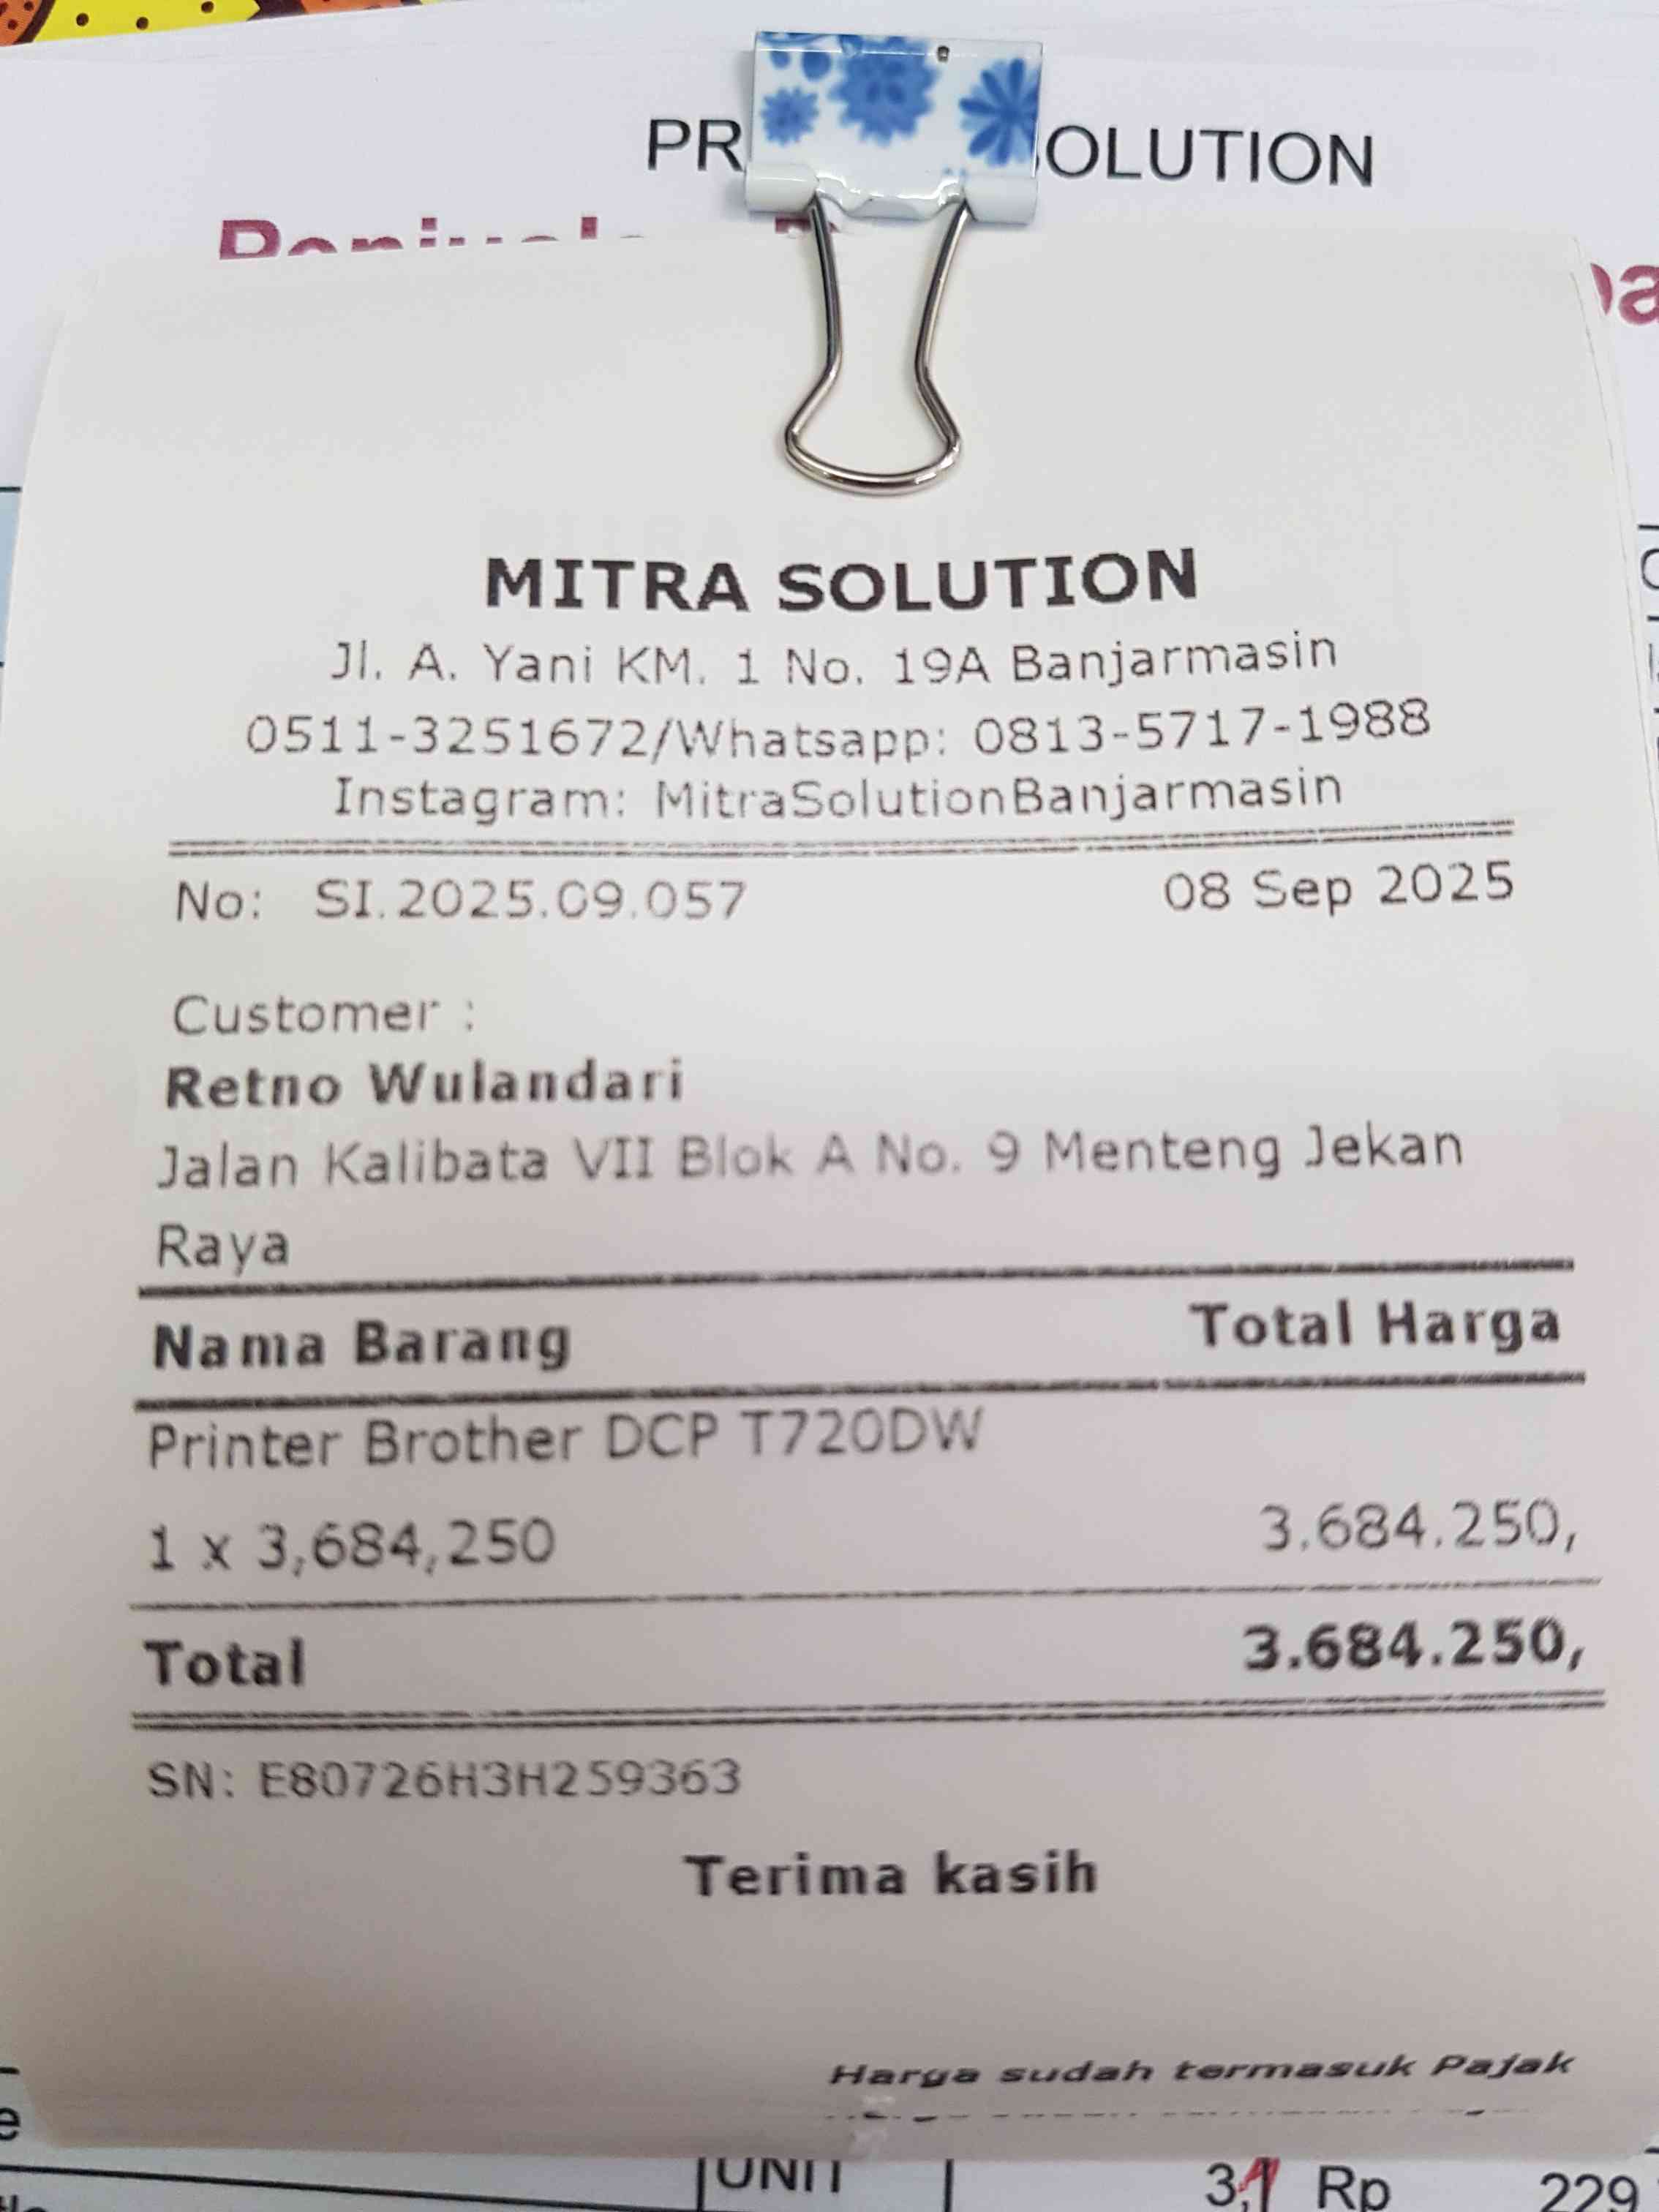 MITRA SOLUTION
Jl. A. Yani KM. 1 No. 19A Banjarmasin
0511-3251672/Whatsapp: 0813-5717-1988
Instagram: MitraSolutionBanjarmasin
No: SI.2025.09.057 08 Sep 2025
Customer :
Retno Wulandari
Jalan Kalibata VII Blok A No. 9 Menteng Jekan
Raya
Nama Barang Total Harga
Printer Brother DCP T720DW
1 x 3,684,250 3.684.250,
Total 3.684.250,
SN: E80726H3H259363
Terima kasih
Harga sudah termasuk Pajak
UNIT Rp 229